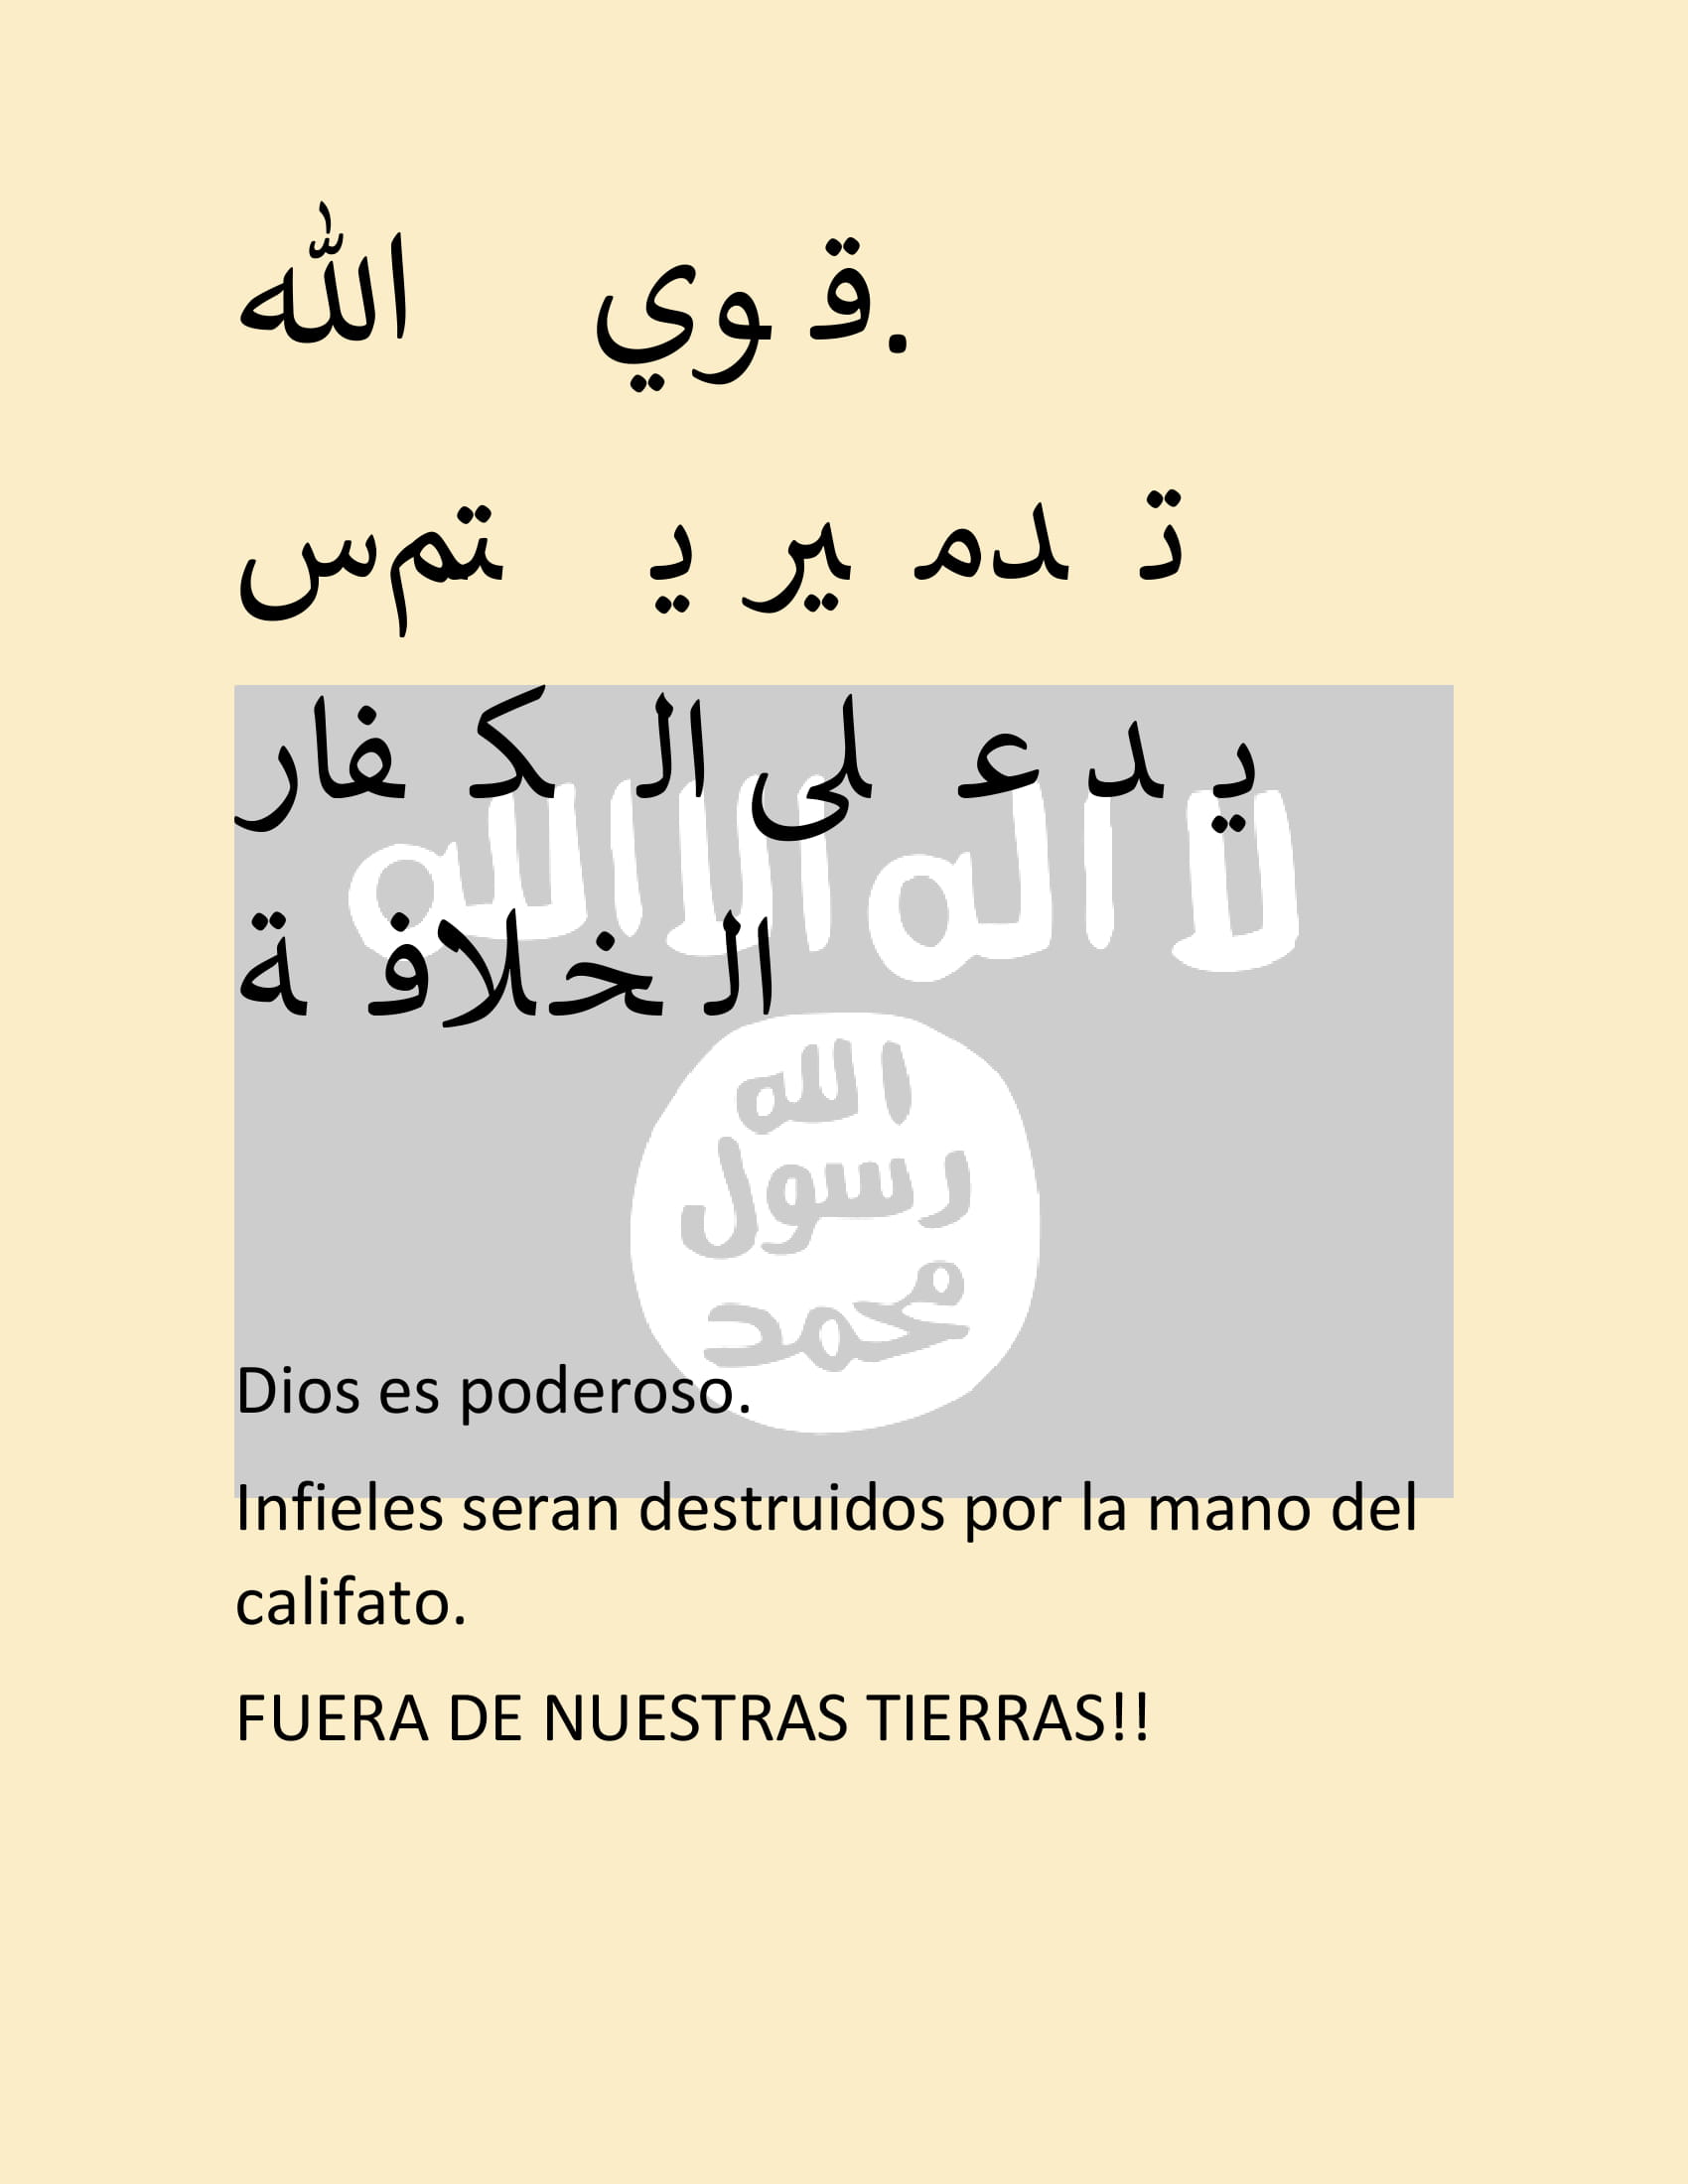 الله قوي.
ستم تدمير ي
الكفار على يد
الخلافة
لا اله الا الله
الله
رسول
محمد
Dios es poderoso.
Infieles seran destruidos por la mano del
califato.
FUERA DE NUESTRAS TIERRAS!!